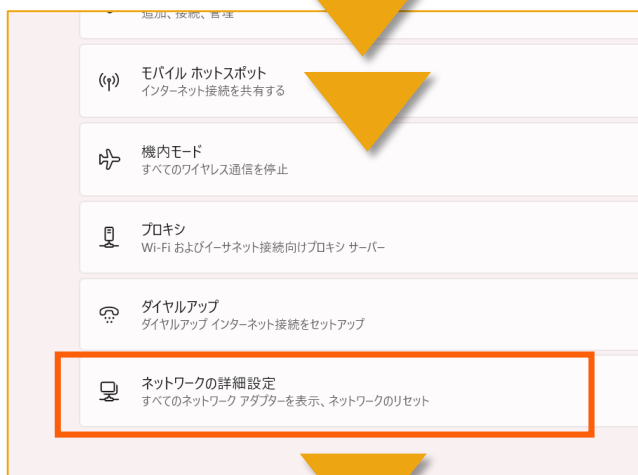 追加、接続、管理
モバイル ホットスポット
インターネット接続を共有する
機内モード
すべてのワイヤレス通信を停止
プロキシ
Wi-Fi およびイーサネット接続向けプロキシ サーバー
ダイヤルアップ
ダイヤルアップ インターネット接続をセットアップ
ネットワークの詳細設定
すべてのネットワーク アダプターを表示、ネットワークのリセット